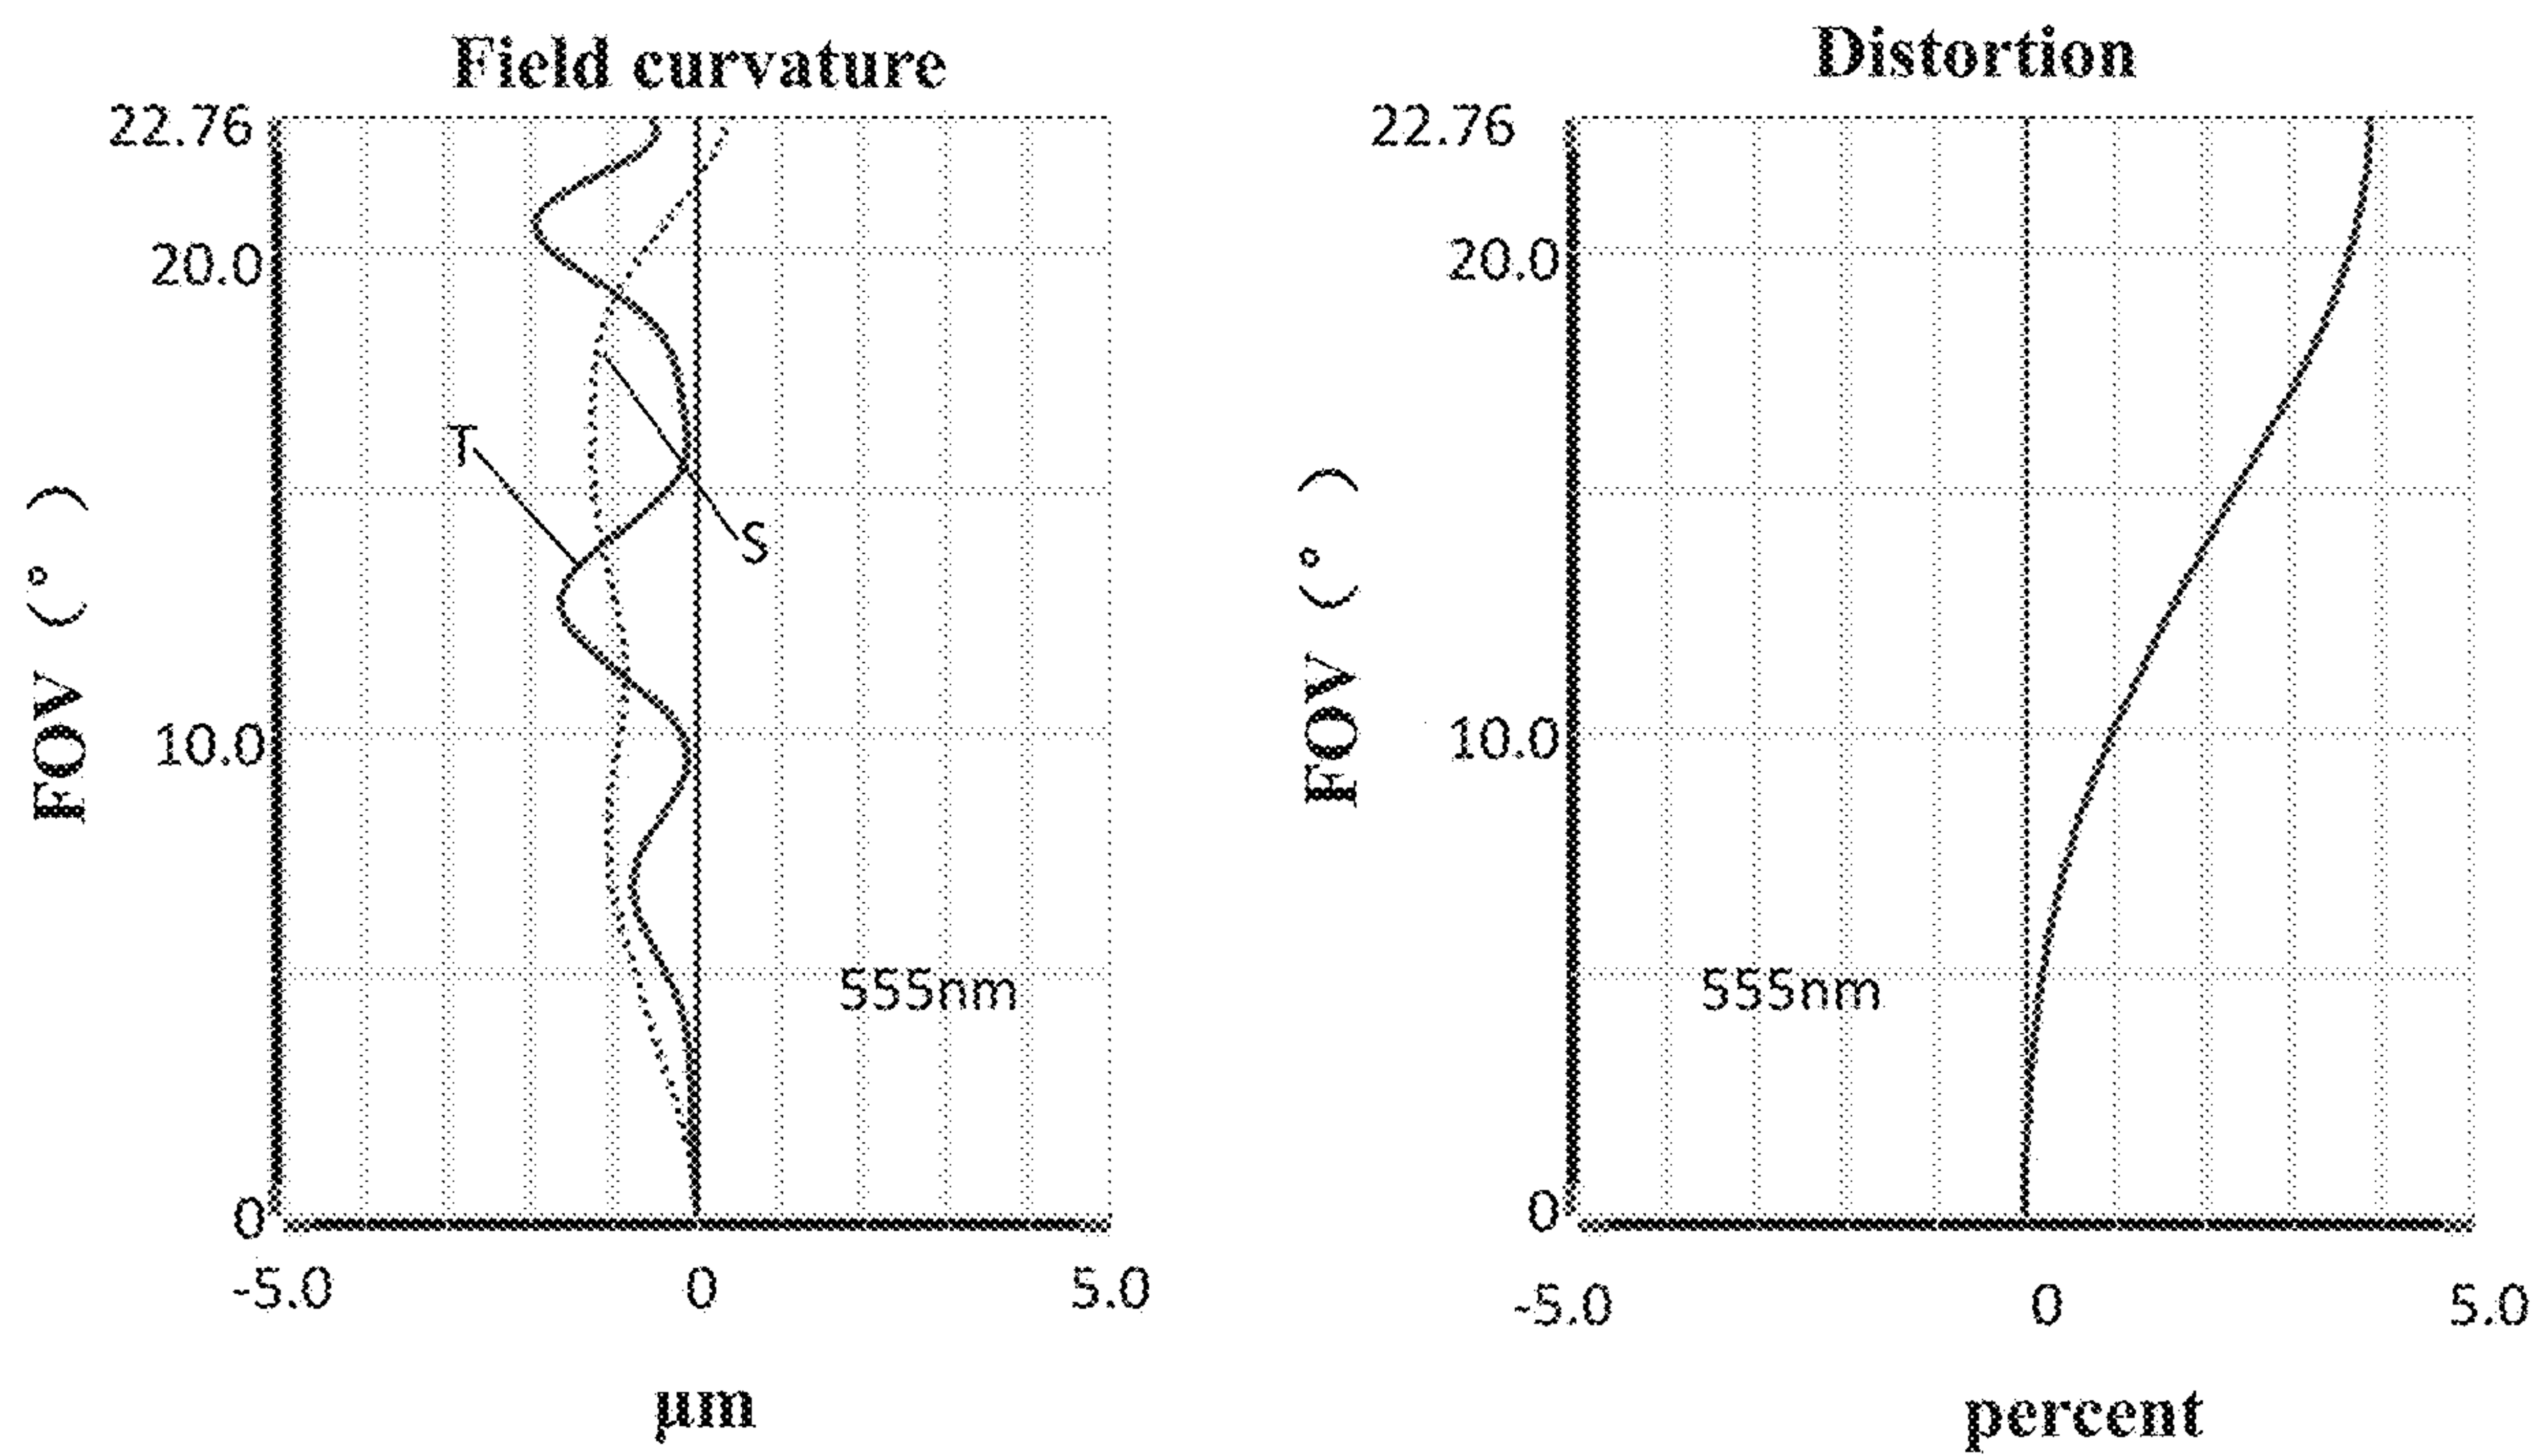 Field curvature
22.76
20.0
T
S
10.0
555nm
0
-5.0 0 5.0
FOV (°)
μm
Distortion
22.76
20.0
10.0
555nm
0
-5.0 0 5.0
FOV (°)
percent